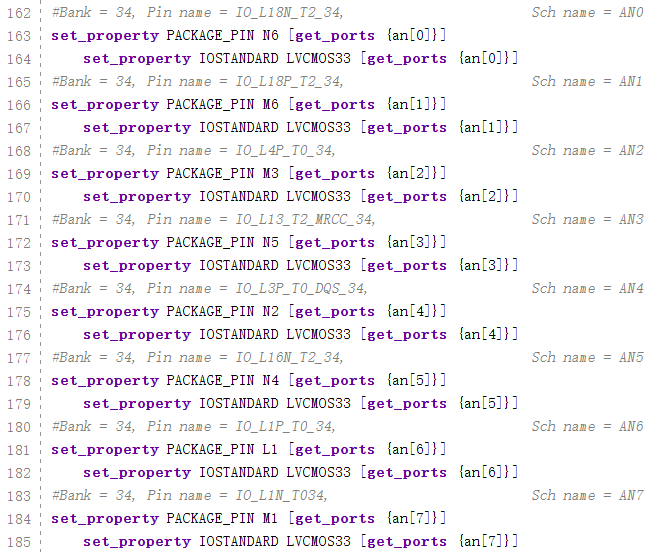 162 #Bank = 34, Pin name = IO_L18N_T2_34, Sch name = AN0
163 set_property PACKAGE_PIN N6 [get_ports {an[0]}]
164 set_property IOSTANDARD LVCMOS33 [get_ports {an[0]}]
165 #Bank = 34, Pin name = IO_L18P_T2_34, Sch name = AN1
166 set_property PACKAGE_PIN M6 [get_ports {an[1]}]
167 set_property IOSTANDARD LVCMOS33 [get_ports {an[1]}]
168 #Bank = 34, Pin name = IO_L4P_T0_34, Sch name = AN2
169 set_property PACKAGE_PIN M3 [get_ports {an[2]}]
170 set_property IOSTANDARD LVCMOS33 [get_ports {an[2]}]
171 #Bank = 34, Pin name = IO_L13_T2_MRCC_34, Sch name = AN3
172 set_property PACKAGE_PIN N5 [get_ports {an[3]}]
173 set_property IOSTANDARD LVCMOS33 [get_ports {an[3]}]
174 #Bank = 34, Pin name = IO_L3P_T0_DQS_34, Sch name = AN4
175 set_property PACKAGE_PIN N2 [get_ports {an[4]}]
176 set_property IOSTANDARD LVCMOS33 [get_ports {an[4]}]
177 #Bank = 34, Pin name = IO_L16N_T2_34, Sch name = AN5
178 set_property PACKAGE_PIN N4 [get_ports {an[5]}]
179 set_property IOSTANDARD LVCMOS33 [get_ports {an[5]}]
180 #Bank = 34, Pin name = IO_L1P_T0_34, Sch name = AN6
181 set_property PACKAGE_PIN L1 [get_ports {an[6]}]
182 set_property IOSTANDARD LVCMOS33 [get_ports {an[6]}]
183 #Bank = 34, Pin name = IO_L1N_T034, Sch name = AN7
184 set_property PACKAGE_PIN M1 [get_ports {an[7]}]
185 set_property IOSTANDARD LVCMOS33 [get_ports {an[7]}]